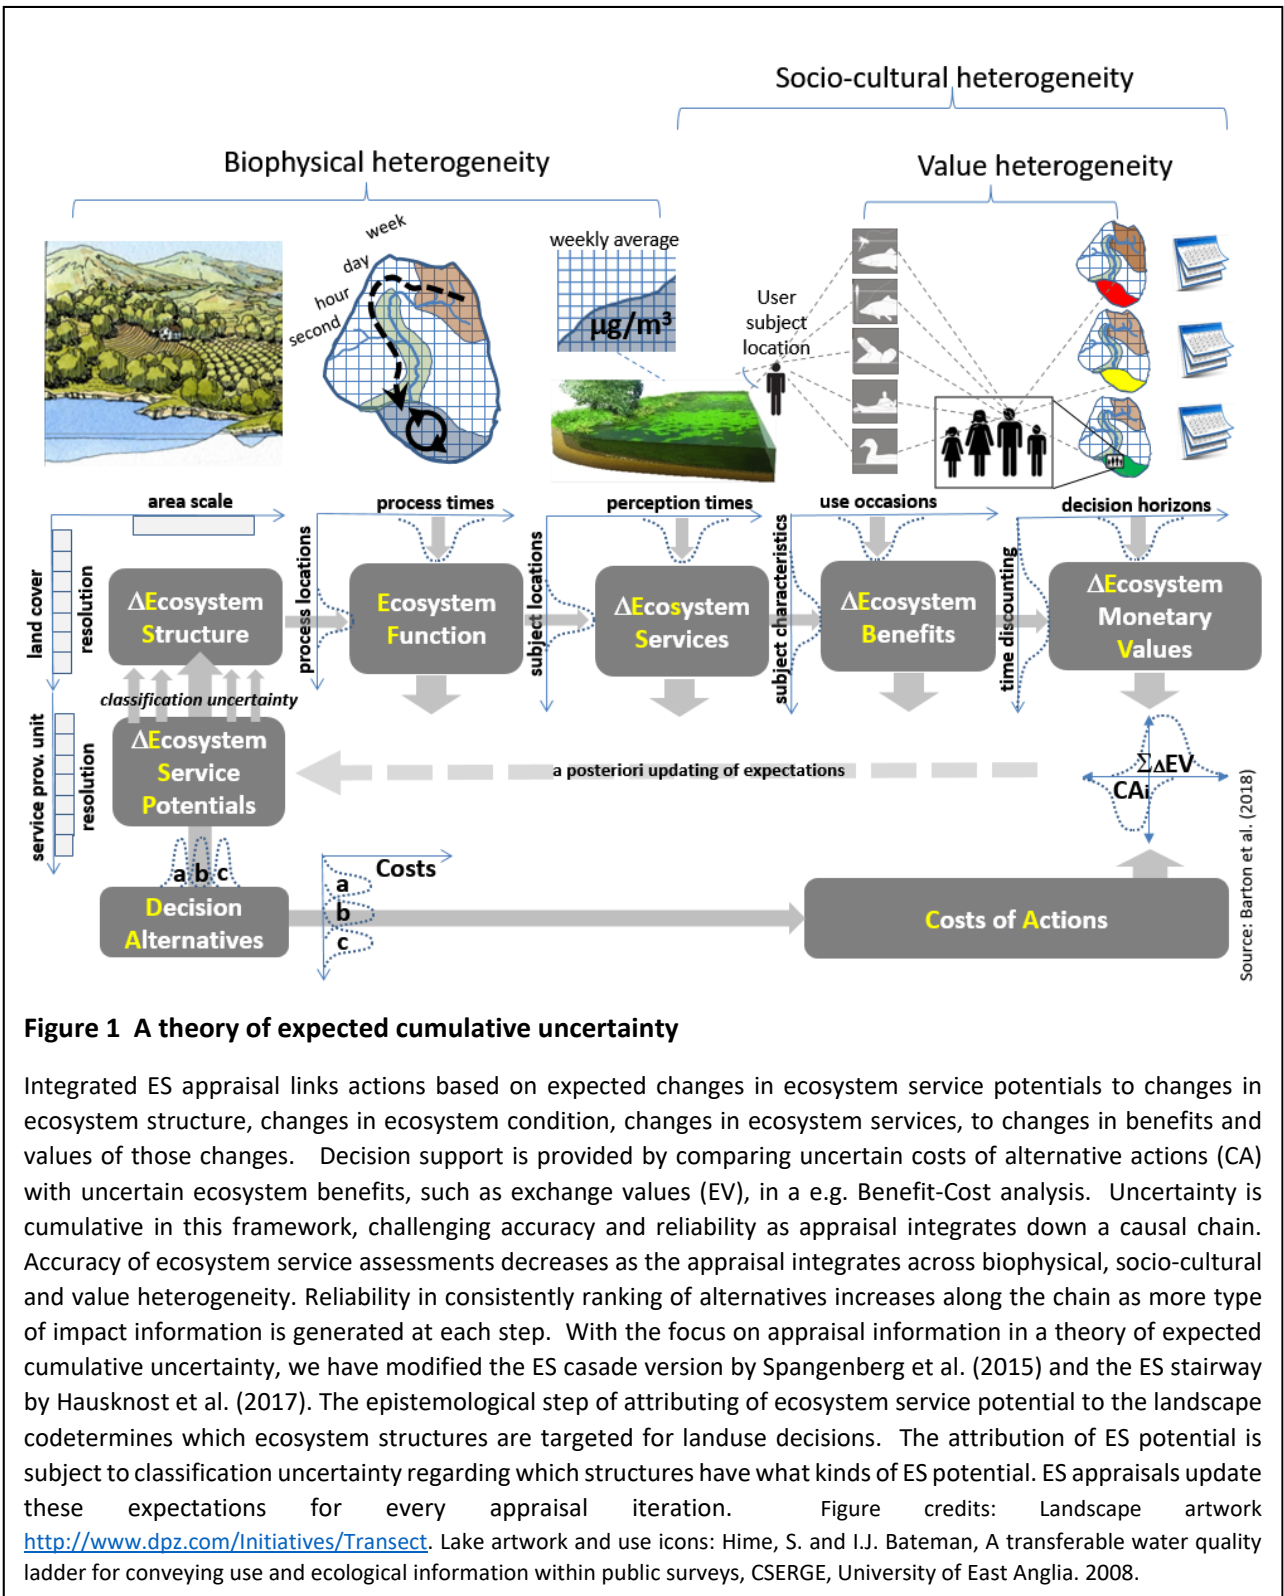 Socio-cultural heterogeneity
Biophysical heterogeneity
Value heterogeneity
week
day
hour
second
weekly average
µg/m³
User
subject
location
area scale
process times
perception times
use occasions
decision horizons
land cover
resolution
process locations
subject locations
subject characteristics
time discounting
ΔEcosystem
Structure
Ecosystem
Function
ΔEcosystem
Services
ΔEcosystem
Benefits
ΔEcosystem
Monetary
Values
classification uncertainty
service prov. unit
resolution
ΔEcosystem
Service
Potentials
a posteriori updating of expectations
ΣΔEV
CAi
Source: Barton et al. (2018)
a b c
Costs
a
b
c
Decision
Alternatives
Costs of Actions
Figure 1 A theory of expected cumulative uncertainty
Integrated ES appraisal links actions based on expected changes in ecosystem service potentials to changes in
ecosystem structure, changes in ecosystem condition, changes in ecosystem services, to changes in benefits and
values of those changes. Decision support is provided by comparing uncertain costs of alternative actions (CA)
with uncertain ecosystem benefits, such as exchange values (EV), in a e.g. Benefit-Cost analysis. Uncertainty is
cumulative in this framework, challenging accuracy and reliability as appraisal integrates down a causal chain.
Accuracy of ecosystem service assessments decreases as the appraisal integrates across biophysical, socio-cultural
and value heterogeneity. Reliability in consistently ranking of alternatives increases along the chain as more type
of impact information is generated at each step. With the focus on appraisal information in a theory of expected
cumulative uncertainty, we have modified the ES casade version by Spangenberg et al. (2015) and the ES stairway
by Hausknost et al. (2017). The epistemological step of attributing of ecosystem service potential to the landscape
codetermines which ecosystem structures are targeted for landuse decisions. The attribution of ES potential is
subject to classification uncertainty regarding which structures have what kinds of ES potential. ES appraisals update
these expectations for every appraisal iteration. Figure credits: Landscape artwork
http://www.dpz.com/Initiatives/Transect. Lake artwork and use icons: Hime, S. and I.J. Bateman, A transferable water quality
ladder for conveying use and ecological information within public surveys, CSERGE, University of East Anglia. 2008.